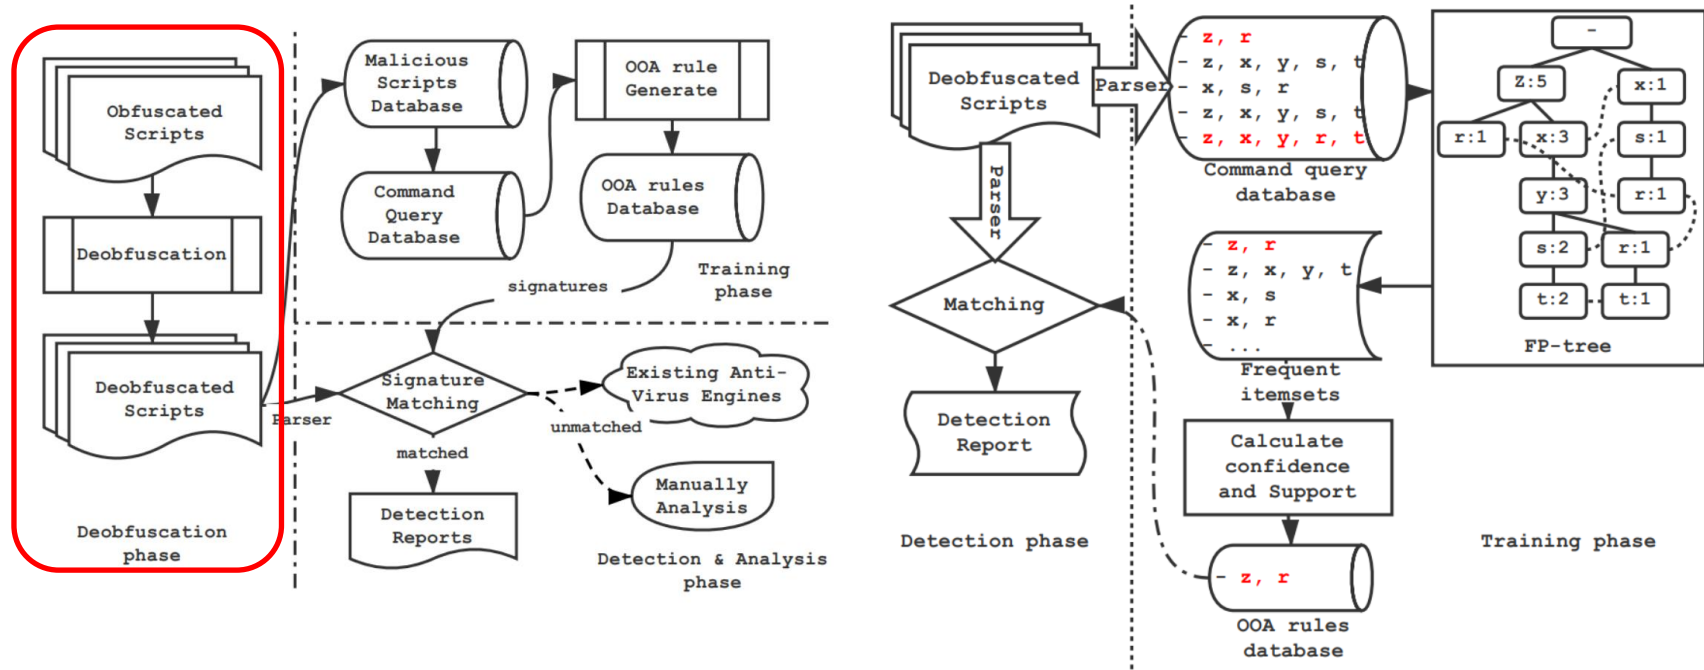 Obfuscated
Scripts
Deobfuscation
Deobfuscated
Scripts
Deobfuscation
phase
Malicious
Scripts
Database
Command
Query
Database
OOA rule
Generate
OOA rules
Database
Training
phase
signatures
Parser
Signature
Matching
Existing Anti-
Virus Engines
unmatched
matched
Manually
Analysis
Detection
Reports
Detection & Analysis
phase
Deobfuscated
Scripts
Parser
Parser
Matching
Detection
Report
Detection phase
- z, r
- z, x, y, s, t
- x, s, r
- z, x, y, s, t
- z, x, y, r, t
Command query
database
- z, r
- z, x, y, t
- x, s
- x, r
- ...
Frequent
itemsets
Calculate
confidence
and Support
- z, r
OOA rules
database
-
Z:5
x:1
r:1
x:3
s:1
y:3
r:1
s:2
r:1
t:2
t:1
FP-tree
Training phase